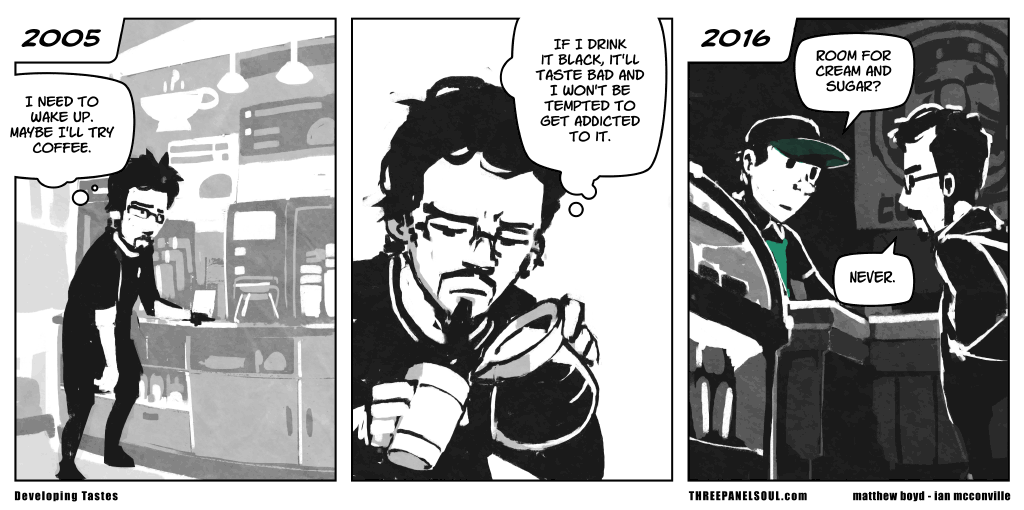 2005
I NEED TO
WAKE UP.
MAYBE I'LL TRY
COFFEE.
IF I DRINK
IT BLACK, IT'LL
TASTE BAD AND
I WON'T BE
TEMPTED TO
GET ADDICTED
TO IT.
2016
ROOM FOR
CREAM AND
SUGAR?
NEVER.
Developing Tastes
THREEPANELSOUL.com
matthew boyd - ian mcconville